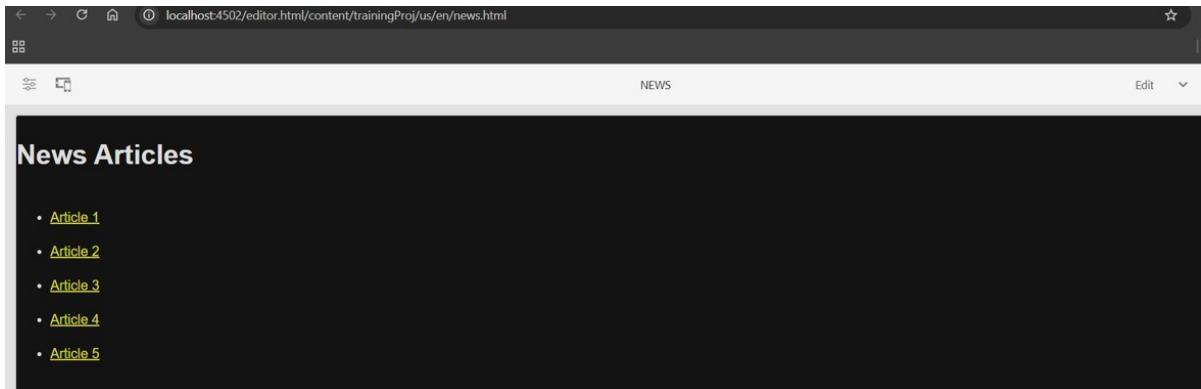 localhost:4502/editor.html/content/trainingProj/us/en/news.html
NEWS
Edit
News Articles
• Article 1
• Article 2
• Article 3
• Article 4
• Article 5